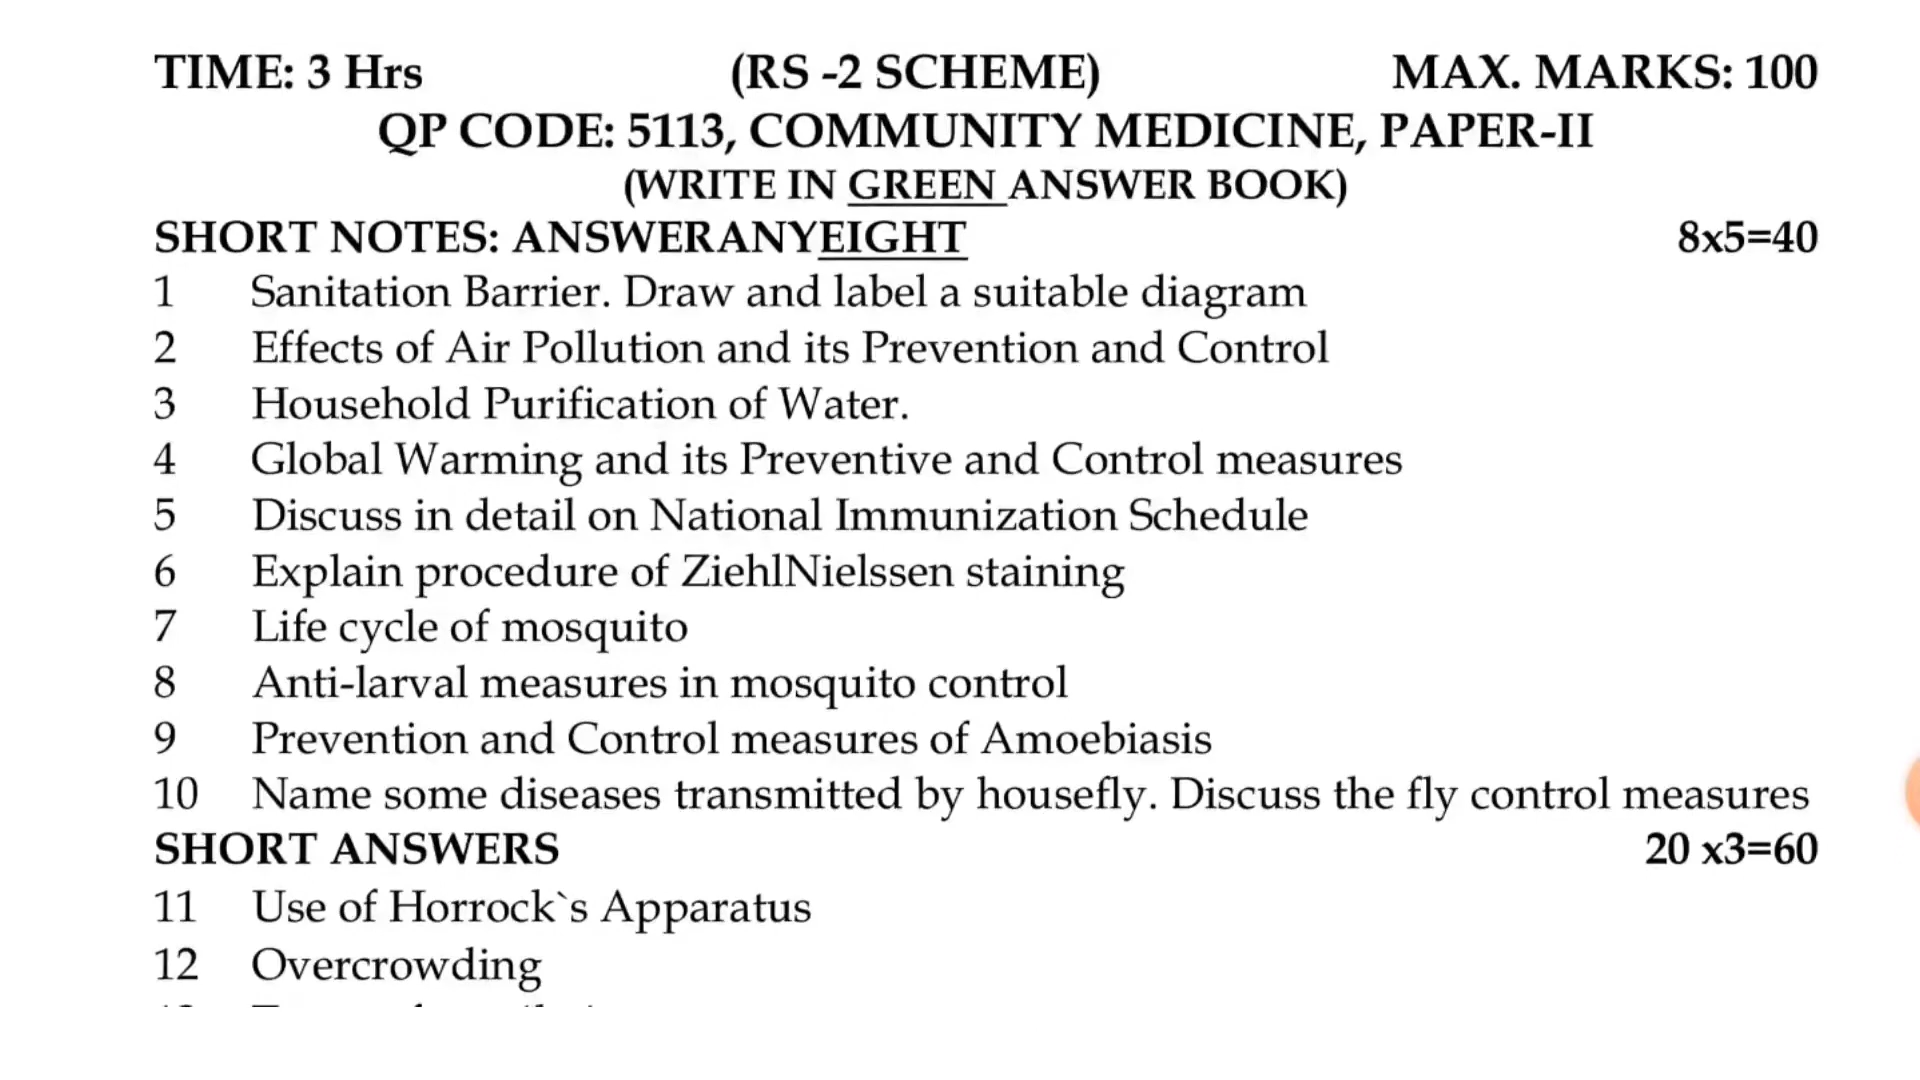 TIME: 3 Hrs (RS -2 SCHEME) MAX. MARKS: 100
QP CODE: 5113, COMMUNITY MEDICINE, PAPER-II
(WRITE IN GREEN ANSWER BOOK)
SHORT NOTES: ANSWERANYEIGHT 8x5=40
1 Sanitation Barrier. Draw and label a suitable diagram
2 Effects of Air Pollution and its Prevention and Control
3 Household Purification of Water.
4 Global Warming and its Preventive and Control measures
5 Discuss in detail on National Immunization Schedule
6 Explain procedure of ZiehlNielssen staining
7 Life cycle of mosquito
8 Anti-larval measures in mosquito control
9 Prevention and Control measures of Amoebiasis
10 Name some diseases transmitted by housefly. Discuss the fly control measures
SHORT ANSWERS 20 x3=60
11 Use of Horrock`s Apparatus
12 Overcrowding